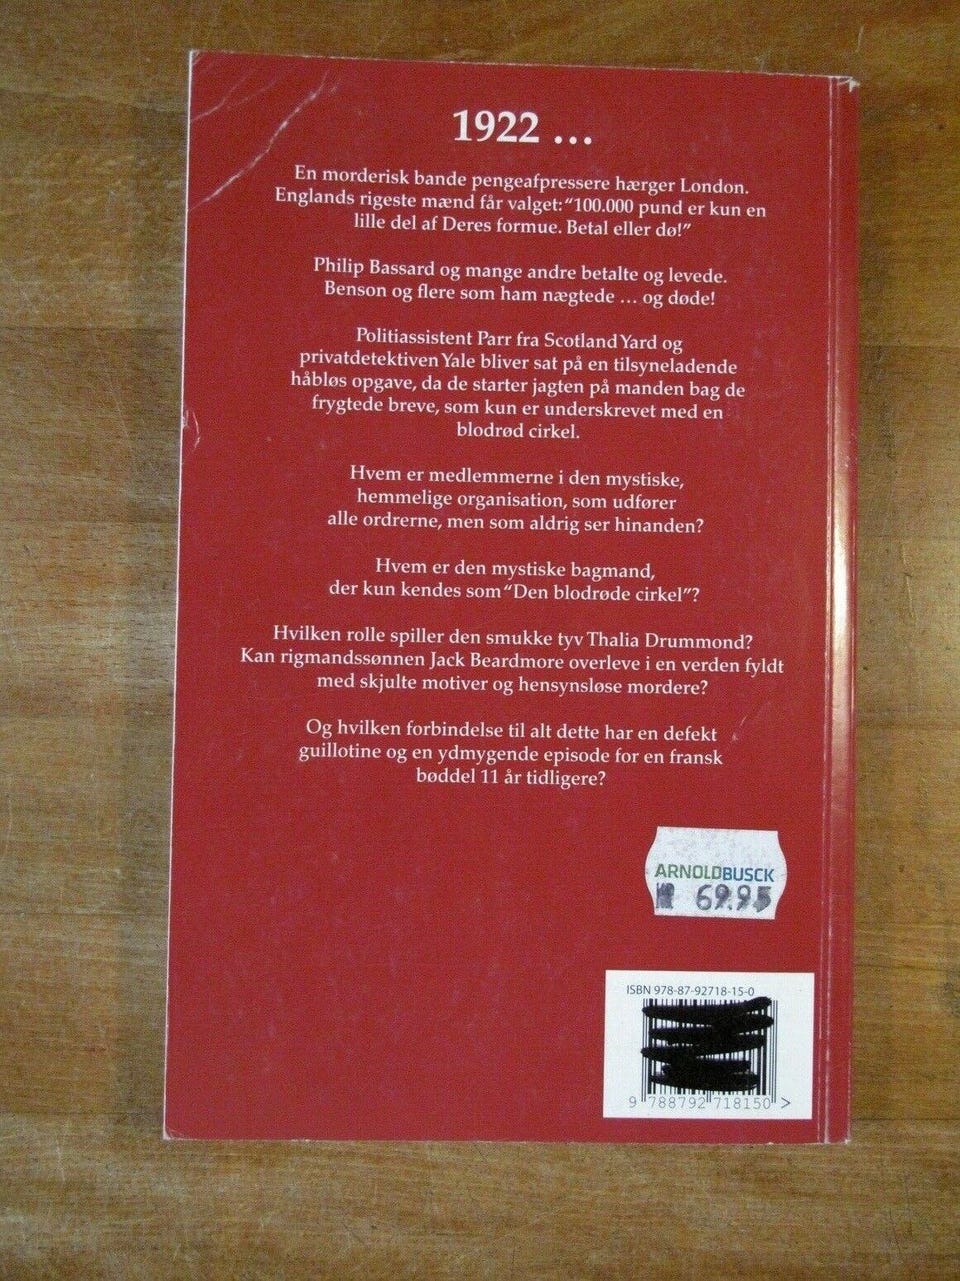 1922 ...
En morderisk bande pengeafpressere hærger London.
Englands rigeste mænd får valget: "100.000 pund er kun en
lille del af Deres formue. Betal eller dø!"
Philip Bassard og mange andre betalte og levede.
Benson og flere som ham nægtede ... og døde!
Politiassistent Parr fra Scotland Yard og
privatdetektiven Yale bliver sat på en tilsyneladende
håbløs opgave, da de starter jagten på manden bag de
frygtede breve, som kun er underskrevet med en
blodrød cirkel.
Hvem er medlemmerne i den mystiske,
hemmelige organisation, som udfører
alle ordrerne, men som aldrig ser hinanden?
Hvem er den mystiske bagmand,
der kun kendes som "Den blodrøde cirkel"?
Hvilken rolle spiller den smukke tyv Thalia Drummond?
Kan rigmandssønnen Jack Beardmore overleve i en verden fyldt
med skjulte motiver og hensynsløse mordere?
Og hvilken forbindelse til alt dette har en defekt
guillotine og en ydmygende episode for en fransk
bøddel 11 år tidligere?
ARNOLDBUSCK
69.95
ISBN 978-87-92718-15-0
9 788792 718150 >